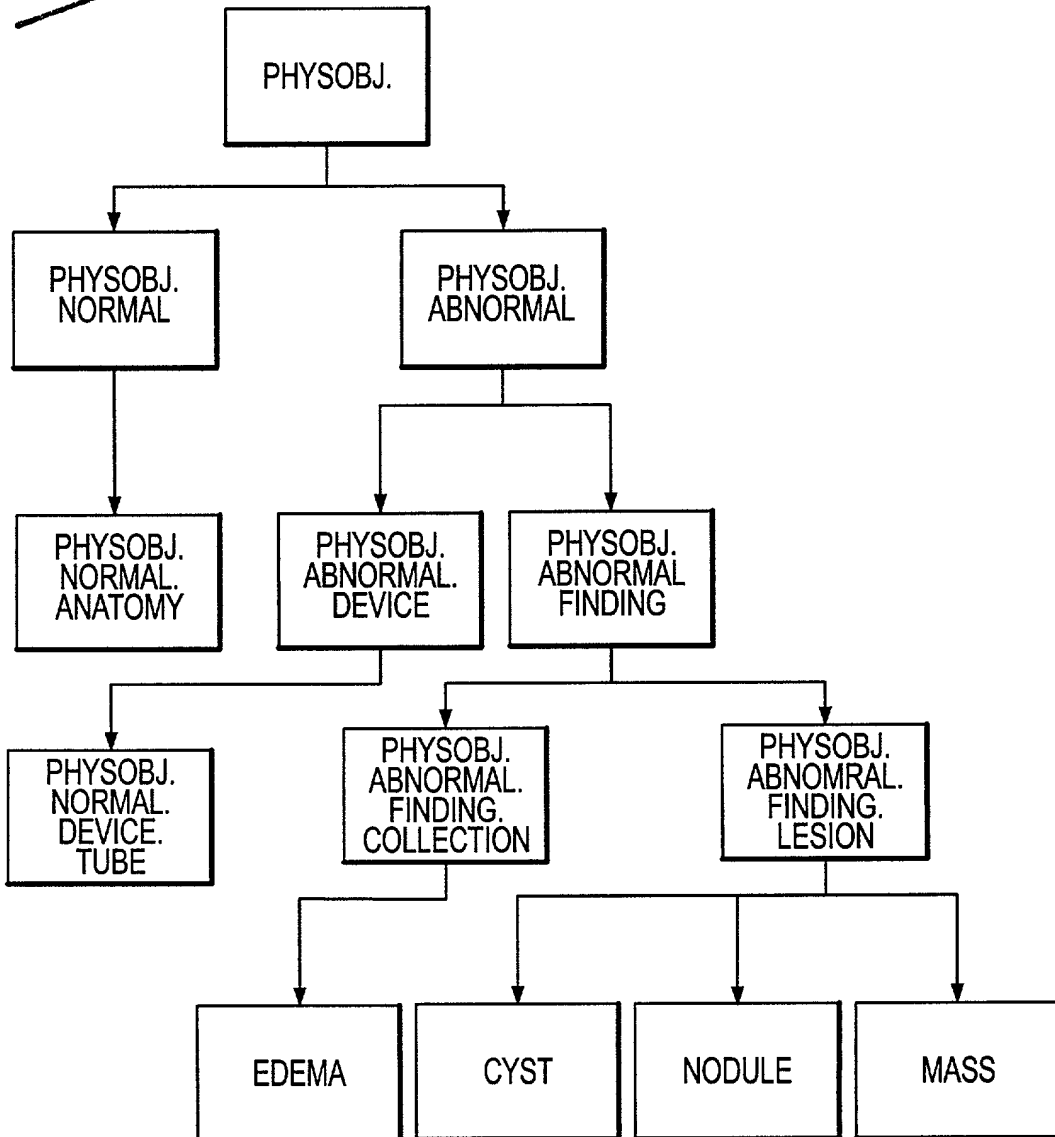 PHYSOBJ.
PHYSOBJ.
NORMAL
PHYSOBJ.
ABNORMAL
PHYSOBJ.
NORMAL.
ANATOMY
PHYSOBJ.
ABNORMAL.
DEVICE
PHYSOBJ.
ABNORMAL
FINDING
PHYSOBJ.
NORMAL.
DEVICE.
TUBE
PHYSOBJ.
ABNORMAL.
FINDING.
COLLECTION
PHYSOBJ.
ABNOMRAL.
FINDING.
LESION
EDEMA
CYST
NODULE
MASS